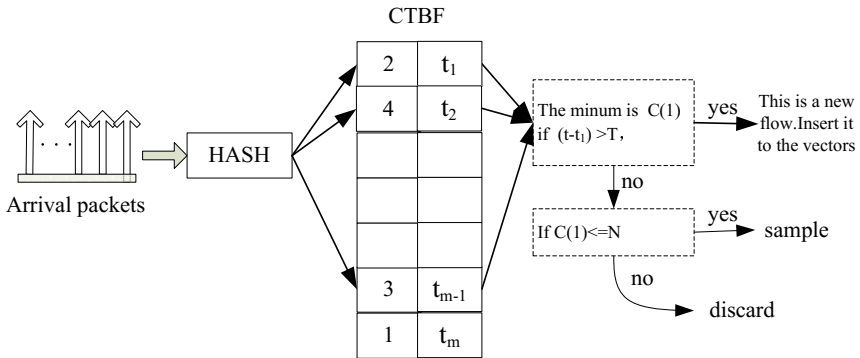 CTBF
2 t1
4 t2
The minum is C(1)
if (t-t1) >T,
yes
This is a new
flow.Insert it
to the vectors
. . .
HASH
Arrival packets
no
If C(1)<=N
yes
sample
3 tm-1
no
1 tm
discard